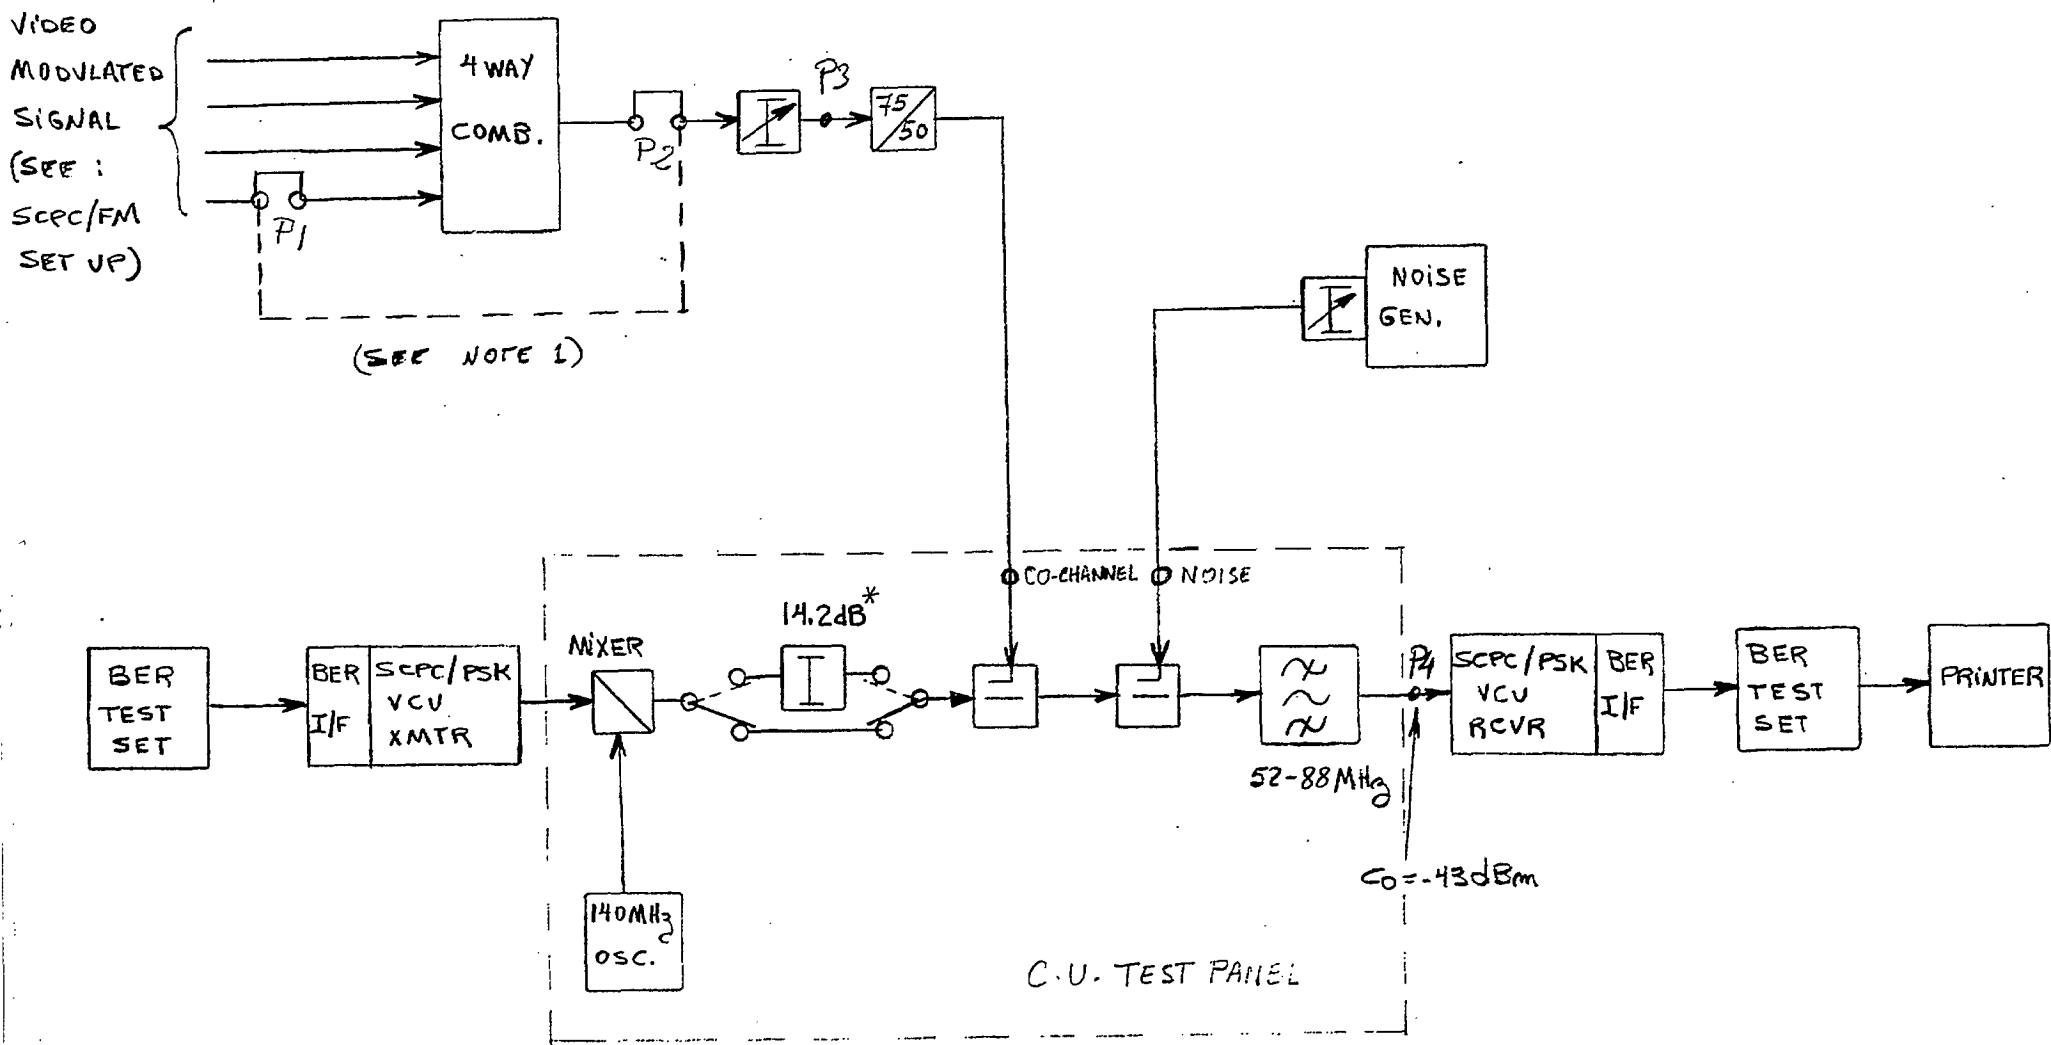 VIDEO
MODULATED
SIGNAL
(SEE :
SCPC/FM
SET UP)
P1
4 WAY
COMB.
P2
P3
75/50
(SEE NOTE 1)
NOISE
GEN.
CO-CHANNEL
NOISE
14.2dB*
MIXER
BER
TEST
SET
BER
I/F
SCPC/PSK
VCU
XMTR
140MHz
OSC.
52-88MHz
P4
SCPC/PSK
VCU
RCVR
BER
I/F
BER
TEST
SET
PRINTER
C0=-43dBm
C.U. TEST PANEL